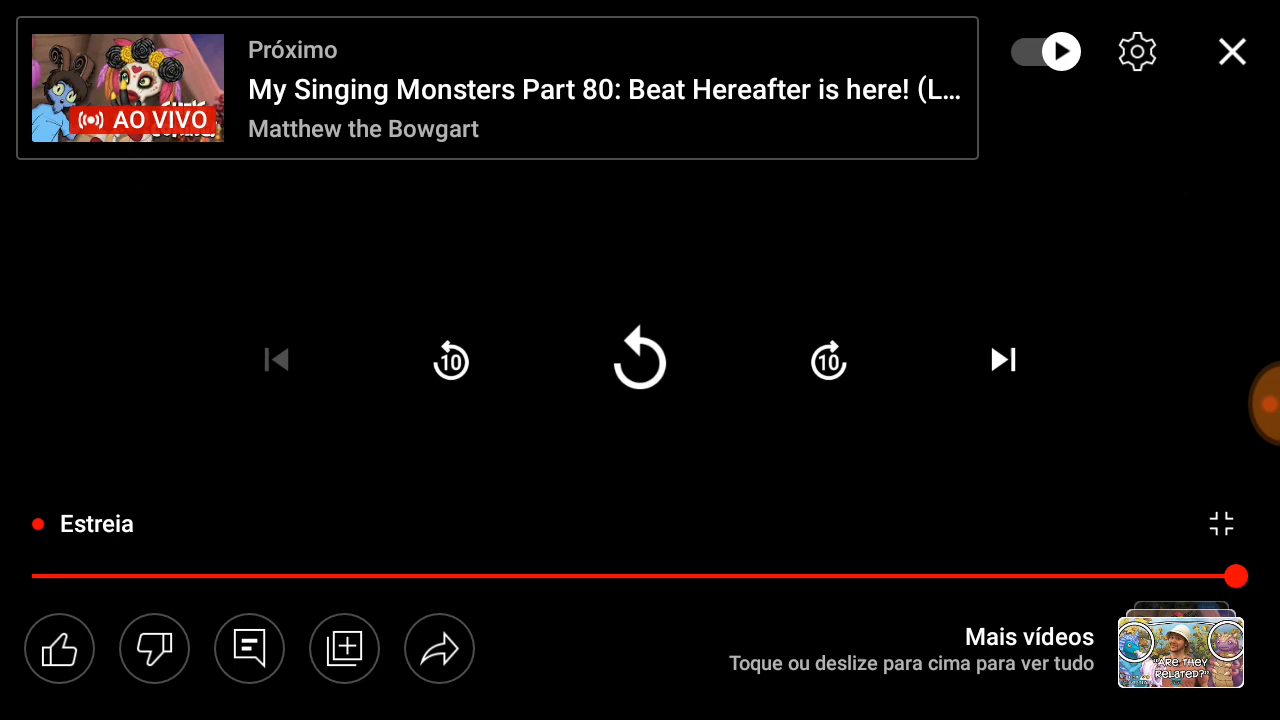 Próximo
My Singing Monsters Part 80: Beat Hereafter is here! (L...
Matthew the Bowgart
AO VIVO
10
10
Estreia
Mais vídeos
Toque ou deslize para cima para ver tudo
"ARE THEY
RELATED?"